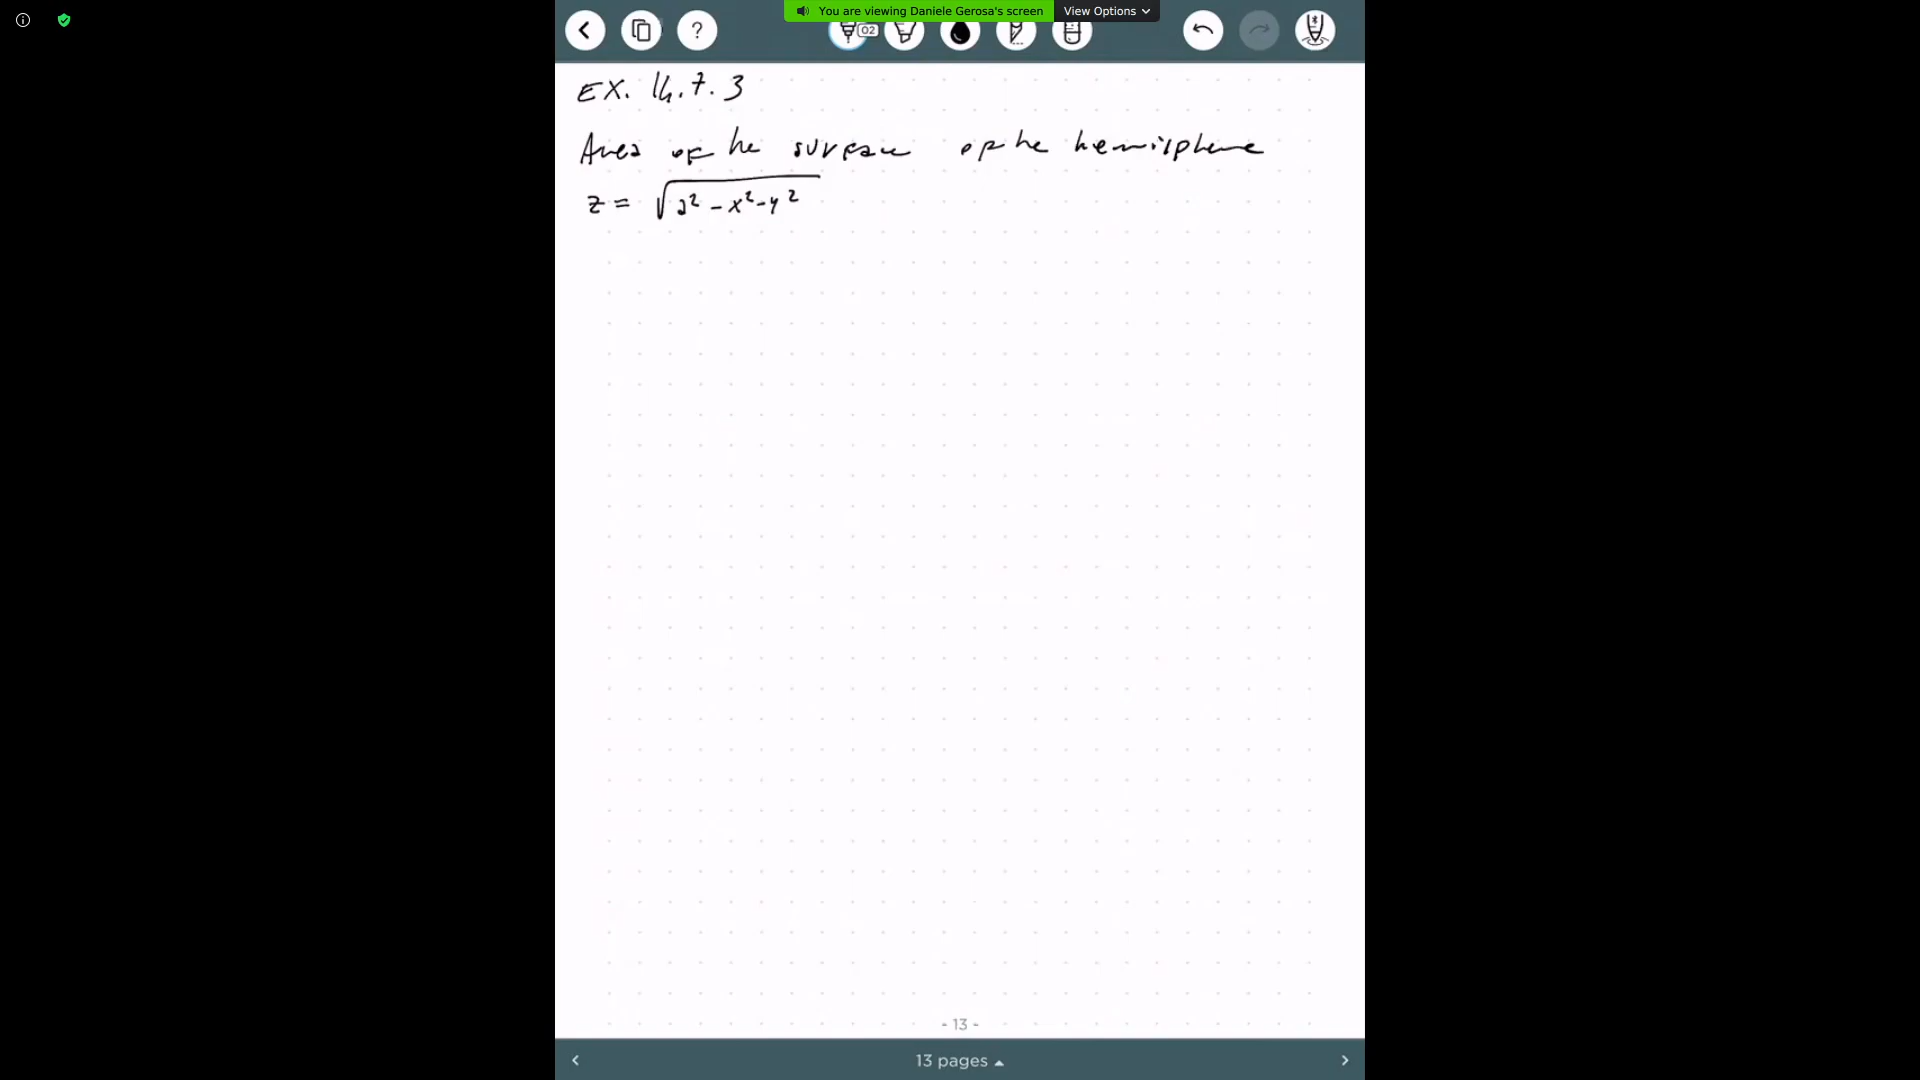 You are viewing Daniele Gerosa's screen View Options
02
?
EX. 14.7.3
Area of the surface of the hemisphere
z = √(a² - x² - y²)
- 13 -
13 pages